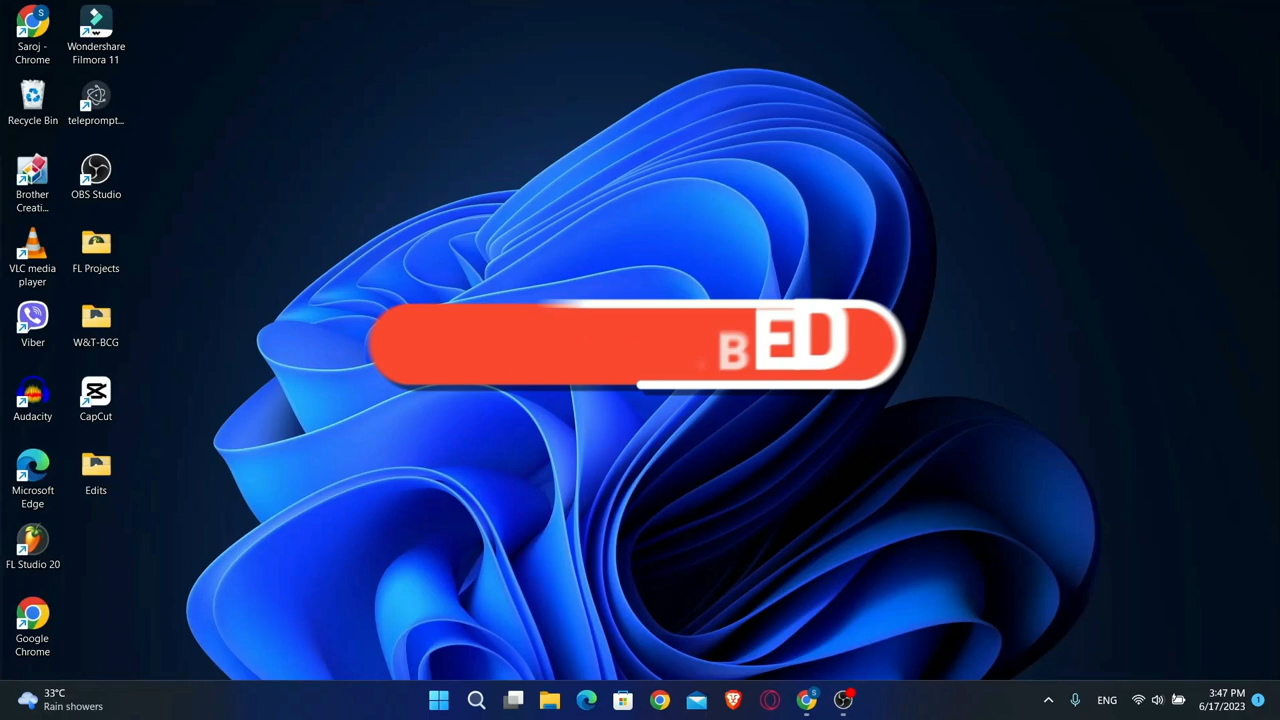 Saroj -
Chrome
Wondershare
Filmora 11
Recycle Bin
teleprompt...
Brother
Creati...
OBS Studio
VLC media
player
FL Projects
Viber
W&T-BCG
Audacity
CapCut
Microsoft
Edge
Edits
FL Studio 20
Google
Chrome
BED
33°C
Rain showers
ENG
3:47 PM
6/17/2023
1